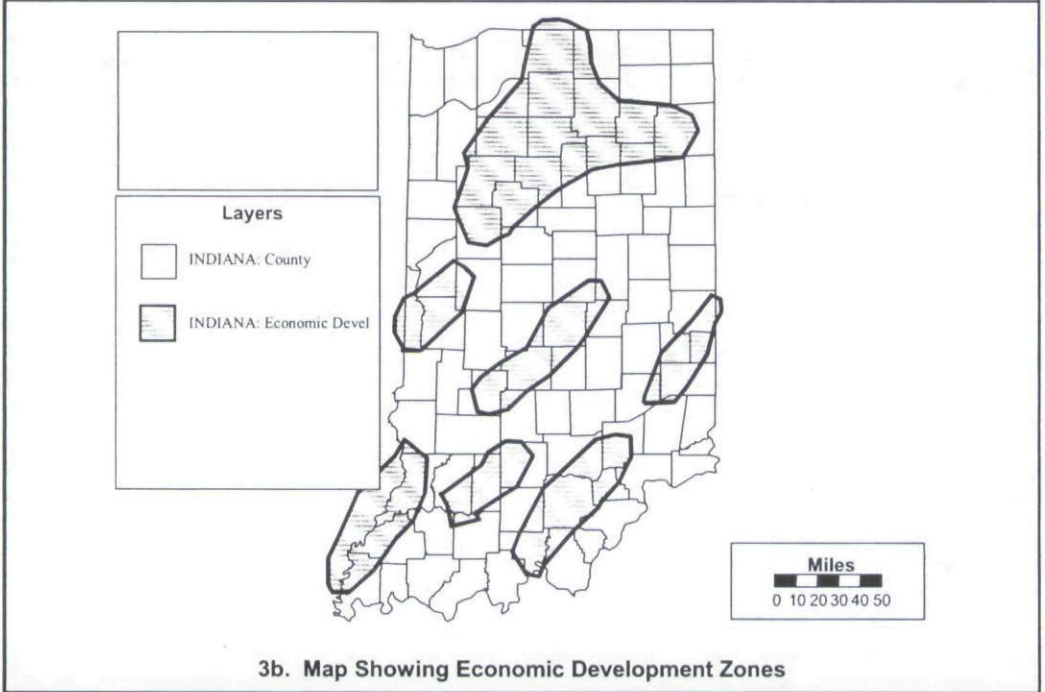 Layers
INDIANA: County
INDIANA: Economic Devel
Miles
0 10 20 30 40 50
3b. Map Showing Economic Development Zones